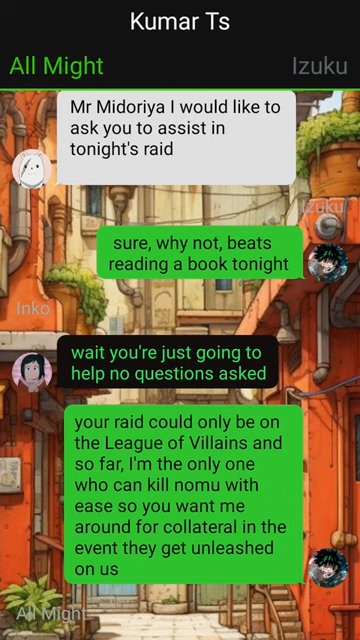 Kumar Ts
All Might
Izuku
Mr Midoriya I would like to
ask you to assist in
tonight's raid
Izuku
sure, why not, beats
reading a book tonight
Inko
wait you're just going to
help no questions asked
your raid could only be on
the League of Villains and
so far, I'm the only one
who can kill nomu with
ease so you want me
around for collateral in the
event they get unleashed
on us
All Might